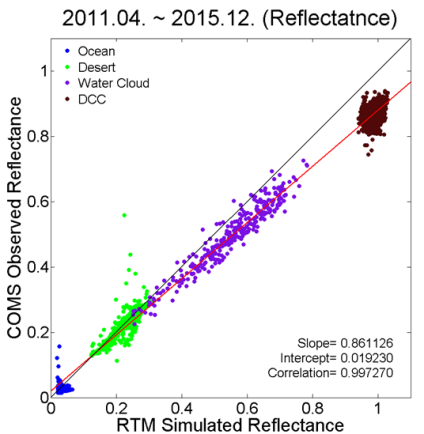 2011.04. ~ 2015.12. (Reflectatnce)
Ocean
Desert
Water Cloud
DCC
COMS Observed Reflectance
1
0.8
0.6
0.4
0.2
0
Slope= 0.861126
Intercept= 0.019230
Correlation= 0.997270
0 0.2 0.4 0.6 0.8 1
RTM Simulated Reflectance